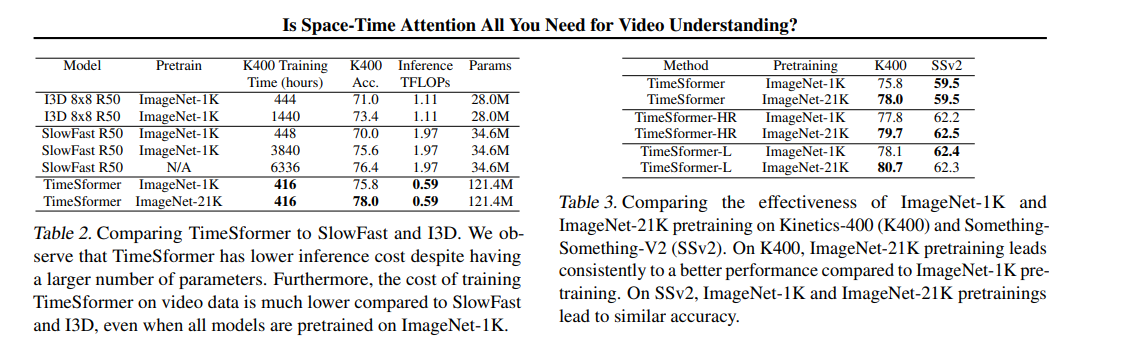 Is Space-Time Attention All You Need for Video Understanding?
Model Pretrain K400 Training K400 Inference Params
Time (hours) Acc. TFLOPs
I3D 8x8 R50 ImageNet-1K 444 71.0 1.11 28.0M
I3D 8x8 R50 ImageNet-1K 1440 73.4 1.11 28.0M
SlowFast R50 ImageNet-1K 448 70.0 1.97 34.6M
SlowFast R50 ImageNet-1K 3840 75.6 1.97 34.6M
SlowFast R50 N/A 6336 76.4 1.97 34.6M
TimeSformer ImageNet-1K 416 75.8 0.59 121.4M
TimeSformer ImageNet-21K 416 78.0 0.59 121.4M
Table 2. Comparing TimeSformer to SlowFast and I3D. We ob-
serve that TimeSformer has lower inference cost despite having
a larger number of parameters. Furthermore, the cost of training
TimeSformer on video data is much lower compared to SlowFast
and I3D, even when all models are pretrained on ImageNet-1K.
Method Pretraining K400 SSv2
TimeSformer ImageNet-1K 75.8 59.5
TimeSformer ImageNet-21K 78.0 59.5
TimeSformer-HR ImageNet-1K 77.8 62.2
TimeSformer-HR ImageNet-21K 79.7 62.5
TimeSformer-L ImageNet-1K 78.1 62.4
TimeSformer-L ImageNet-21K 80.7 62.3
Table 3. Comparing the effectiveness of ImageNet-1K and
ImageNet-21K pretraining on Kinetics-400 (K400) and Something-
Something-V2 (SSv2). On K400, ImageNet-21K pretraining leads
consistently to a better performance compared to ImageNet-1K pre-
training. On SSv2, ImageNet-1K and ImageNet-21K pretrainings
lead to similar accuracy.